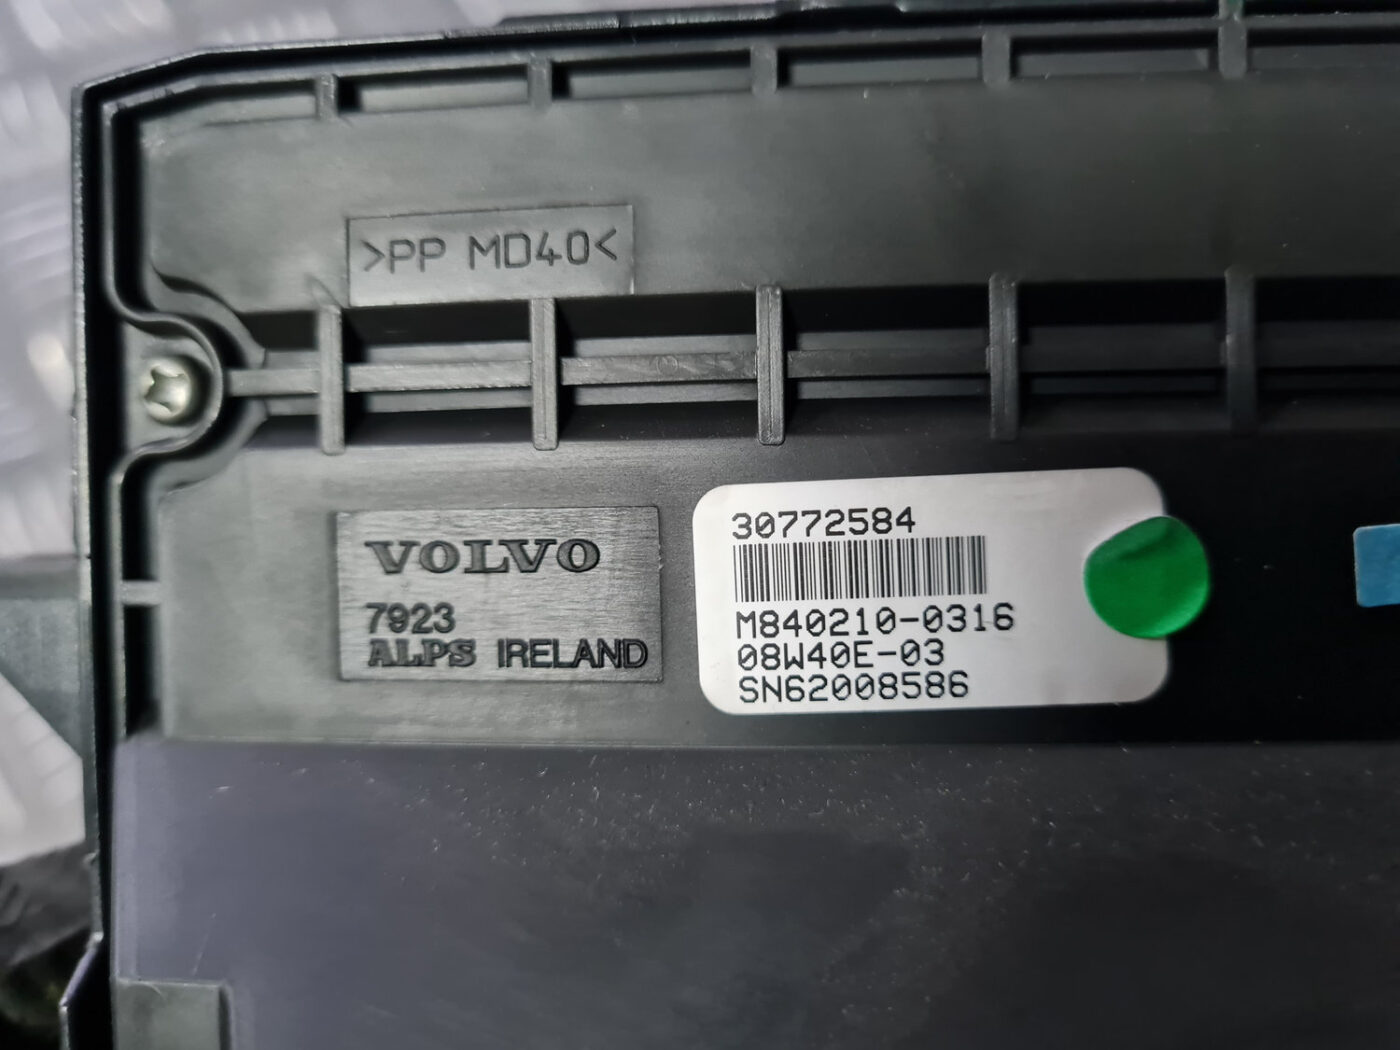 >PP MD40<
VOLVO
7923
ALPS IRELAND
30772584
M840210-0316
08W40E-03
SN62008586